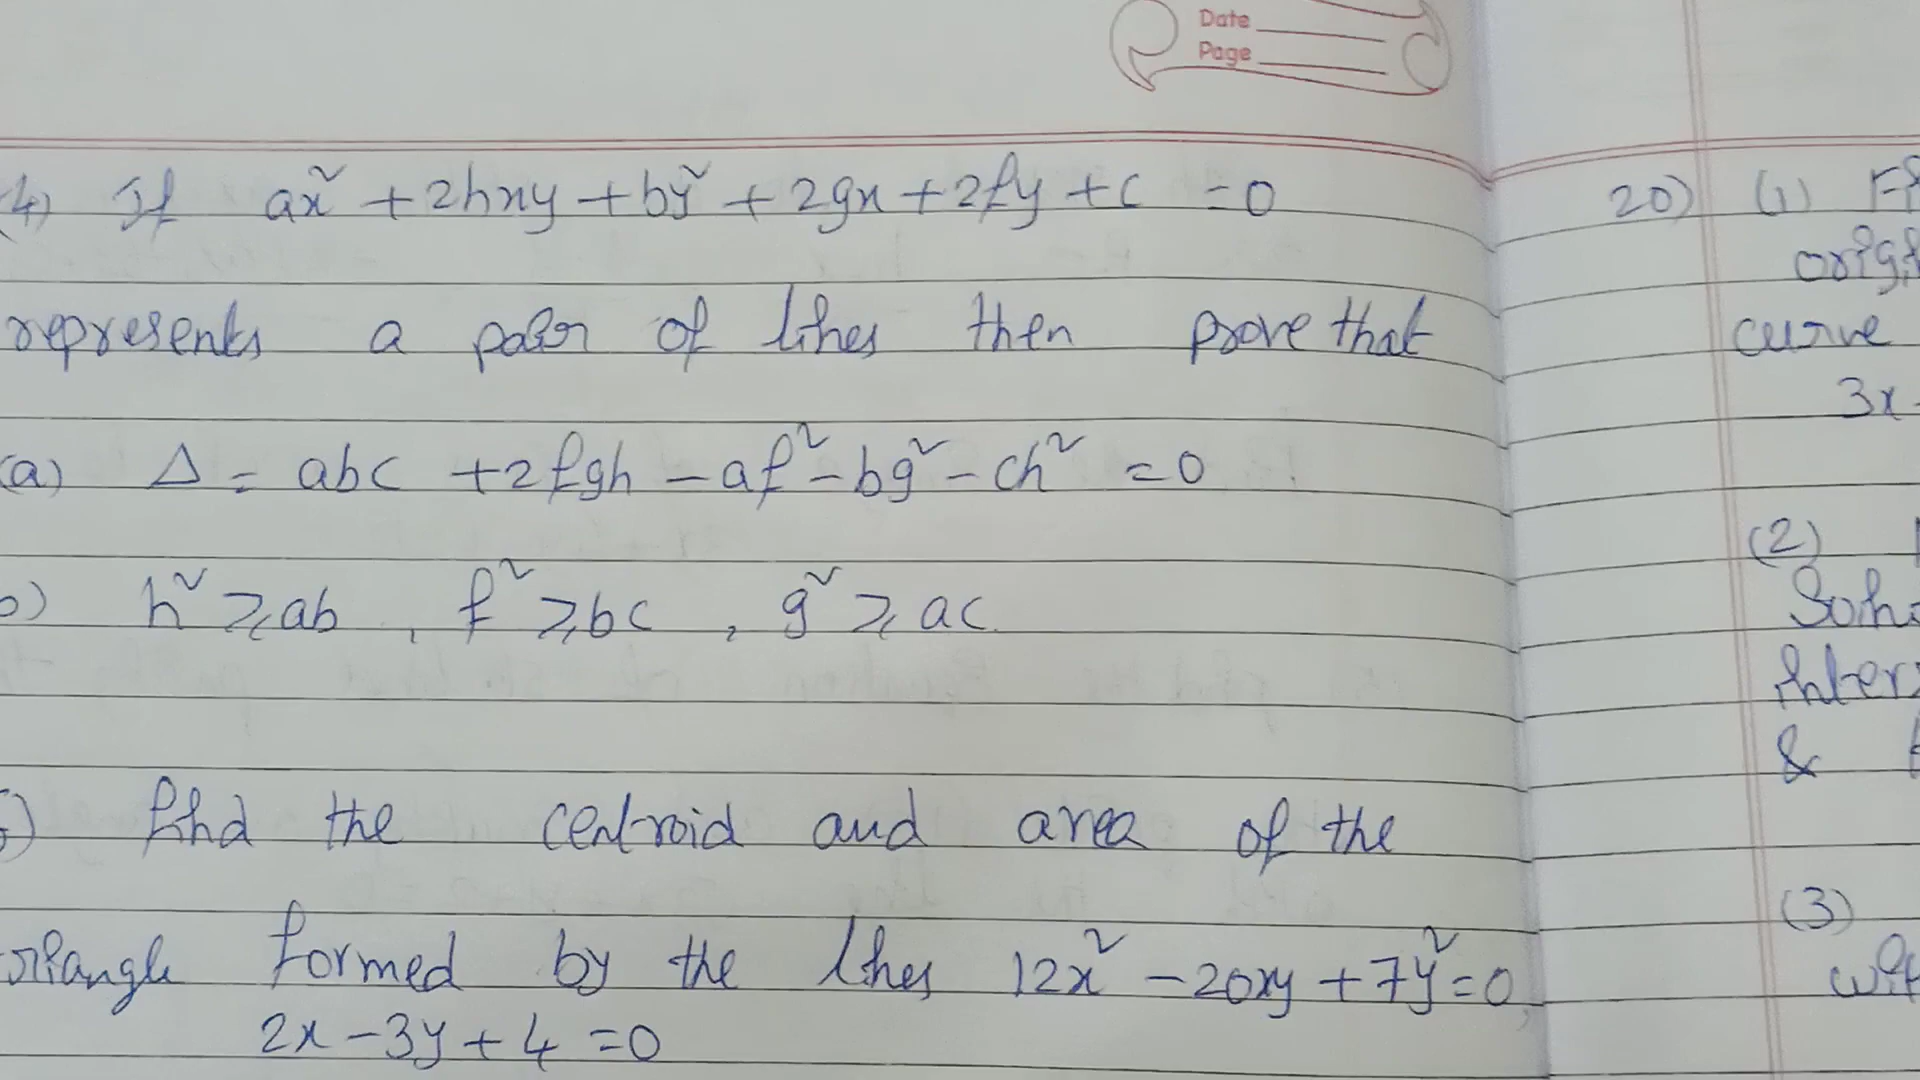 Date
Page
(4) If ax² + 2hxy + by² + 2gx + 2fy + c = 0
represents a pair of lines then prove that
(a) Δ = abc + 2fgh - af² - bg² - ch² = 0
b) h² ⩾ ab, f² ⩾ bc, g² ⩾ ac
) find the centroid and area of the
triangle formed by the lines 12x² - 20xy + 7y² = 0,
2x - 3y + 4 = 0
20) (1)
curve
3x
(2)
&
(3)